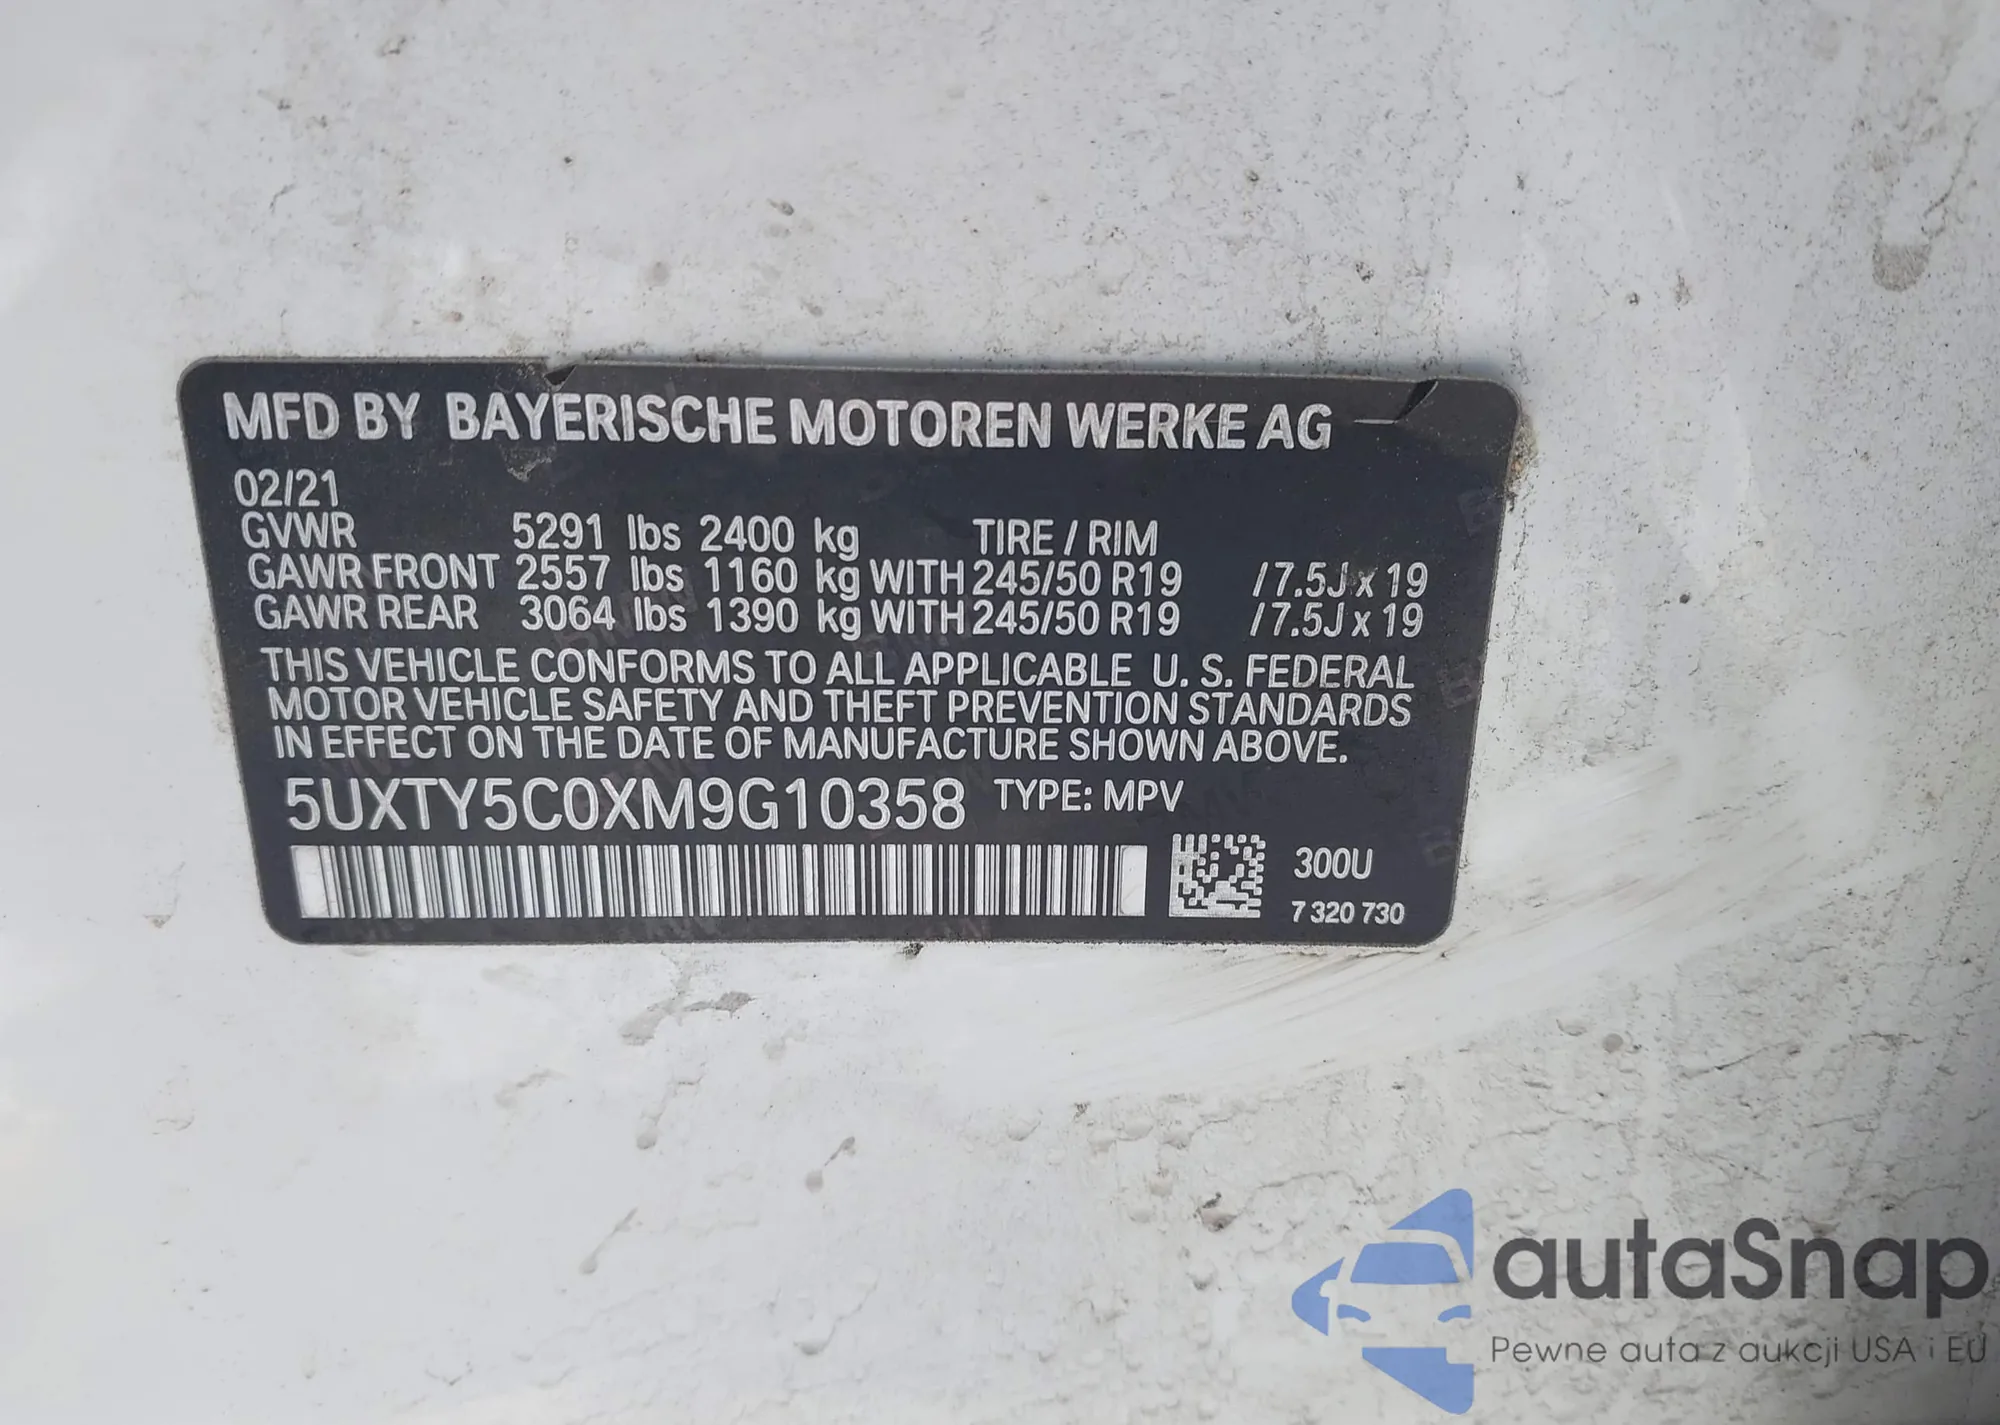 MFD BY BAYERISCHE MOTOREN WERKE AG
02/21
GVWR 5291 lbs 2400 kg TIRE / RIM
GAWR FRONT 2557 lbs 1160 kg WITH 245/50 R19 /7.5J x 19
GAWR REAR 3064 lbs 1390 kg WITH 245/50 R19 /7.5J x 19
THIS VEHICLE CONFORMS TO ALL APPLICABLE U. S. FEDERAL
MOTOR VEHICLE SAFETY AND THEFT PREVENTION STANDARDS
IN EFFECT ON THE DATE OF MANUFACTURE SHOWN ABOVE.
5UXTY5C0XM9G10358 TYPE: MPV
300U
7 320 730
autaSnap
Pewne auta z aukcji USA i EU